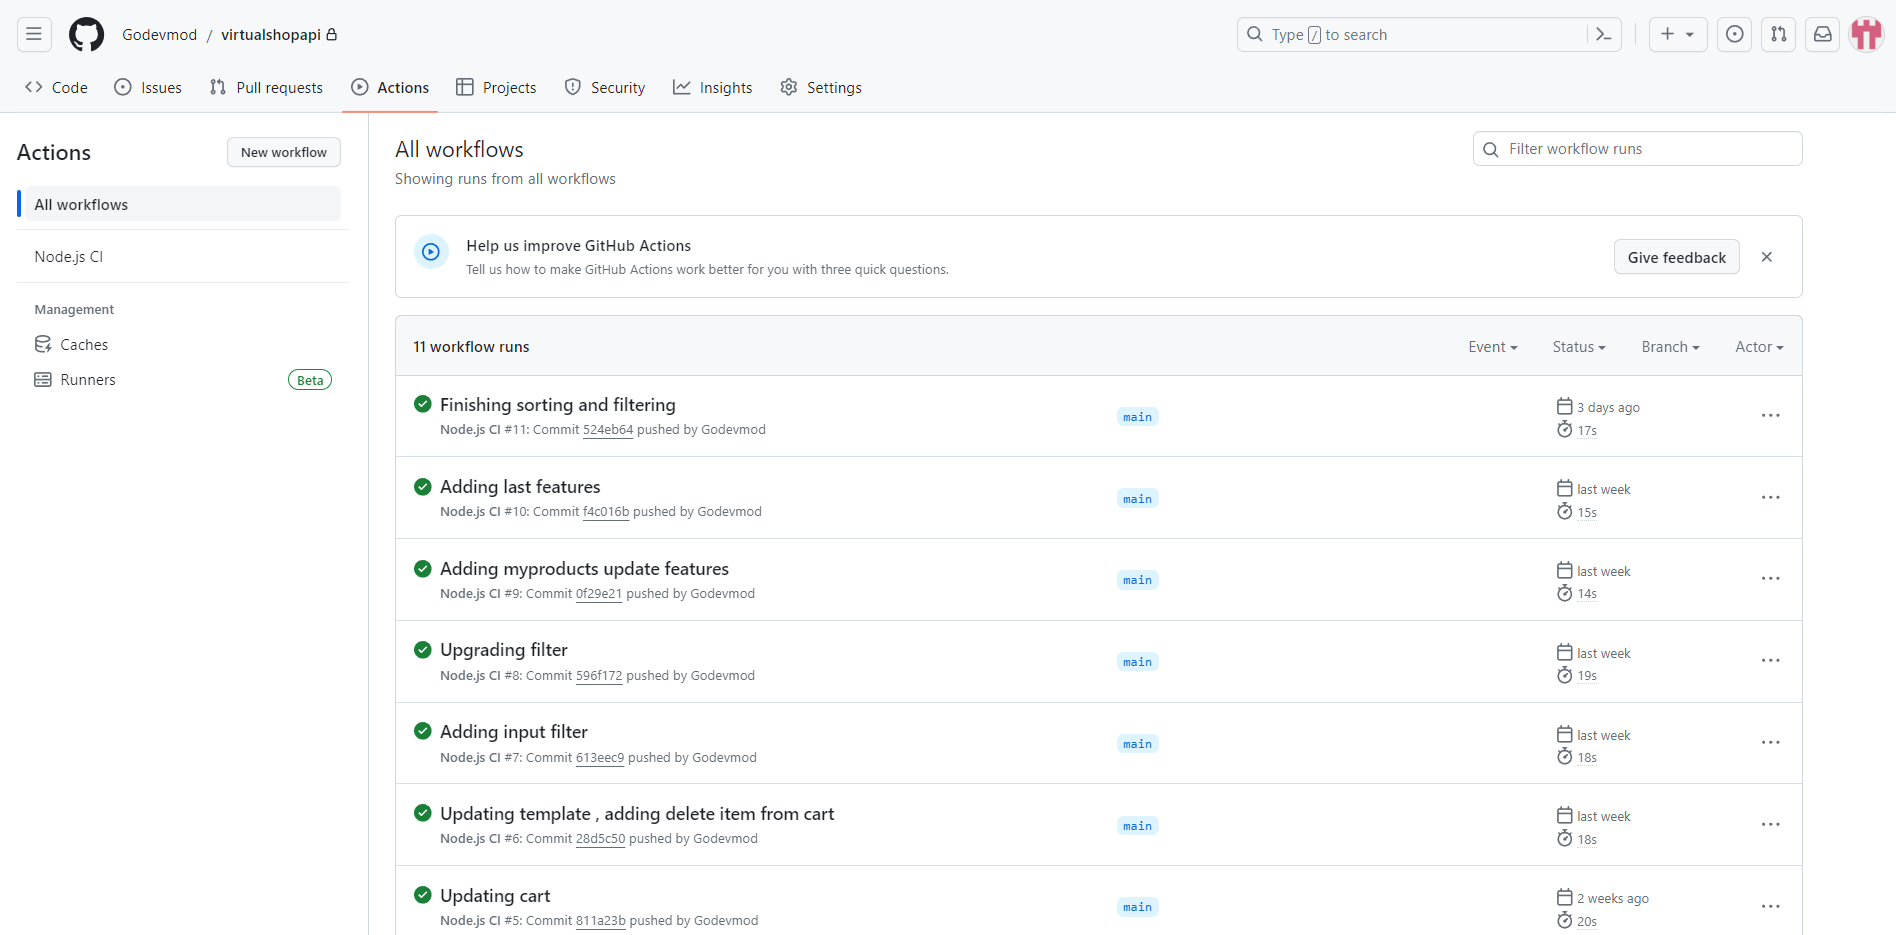 Godevmod / virtualshopapi
Type / to search
Code
Issues
Pull requests
Actions
Projects
Security
Insights
Settings
Actions
New workflow
All workflows
Node.js CI
Management
Caches
Runners
Beta
All workflows
Showing runs from all workflows
Filter workflow runs
Help us improve GitHub Actions
Tell us how to make GitHub Actions work better for you with three quick questions.
Give feedback
11 workflow runs
Event
Status
Branch
Actor
Finishing sorting and filtering
Node.js CI #11: Commit 524eb64 pushed by Godevmod
main
3 days ago
17s
Adding last features
Node.js CI #10: Commit f4c016b pushed by Godevmod
main
last week
15s
Adding myproducts update features
Node.js CI #9: Commit 0f29e21 pushed by Godevmod
main
last week
14s
Upgrading filter
Node.js CI #8: Commit 596f172 pushed by Godevmod
main
last week
19s
Adding input filter
Node.js CI #7: Commit 613eec9 pushed by Godevmod
main
last week
18s
Updating template , adding delete item from cart
Node.js CI #6: Commit 28d5c50 pushed by Godevmod
main
last week
18s
Updating cart
Node.js CI #5: Commit 811a23b pushed by Godevmod
main
2 weeks ago
20s